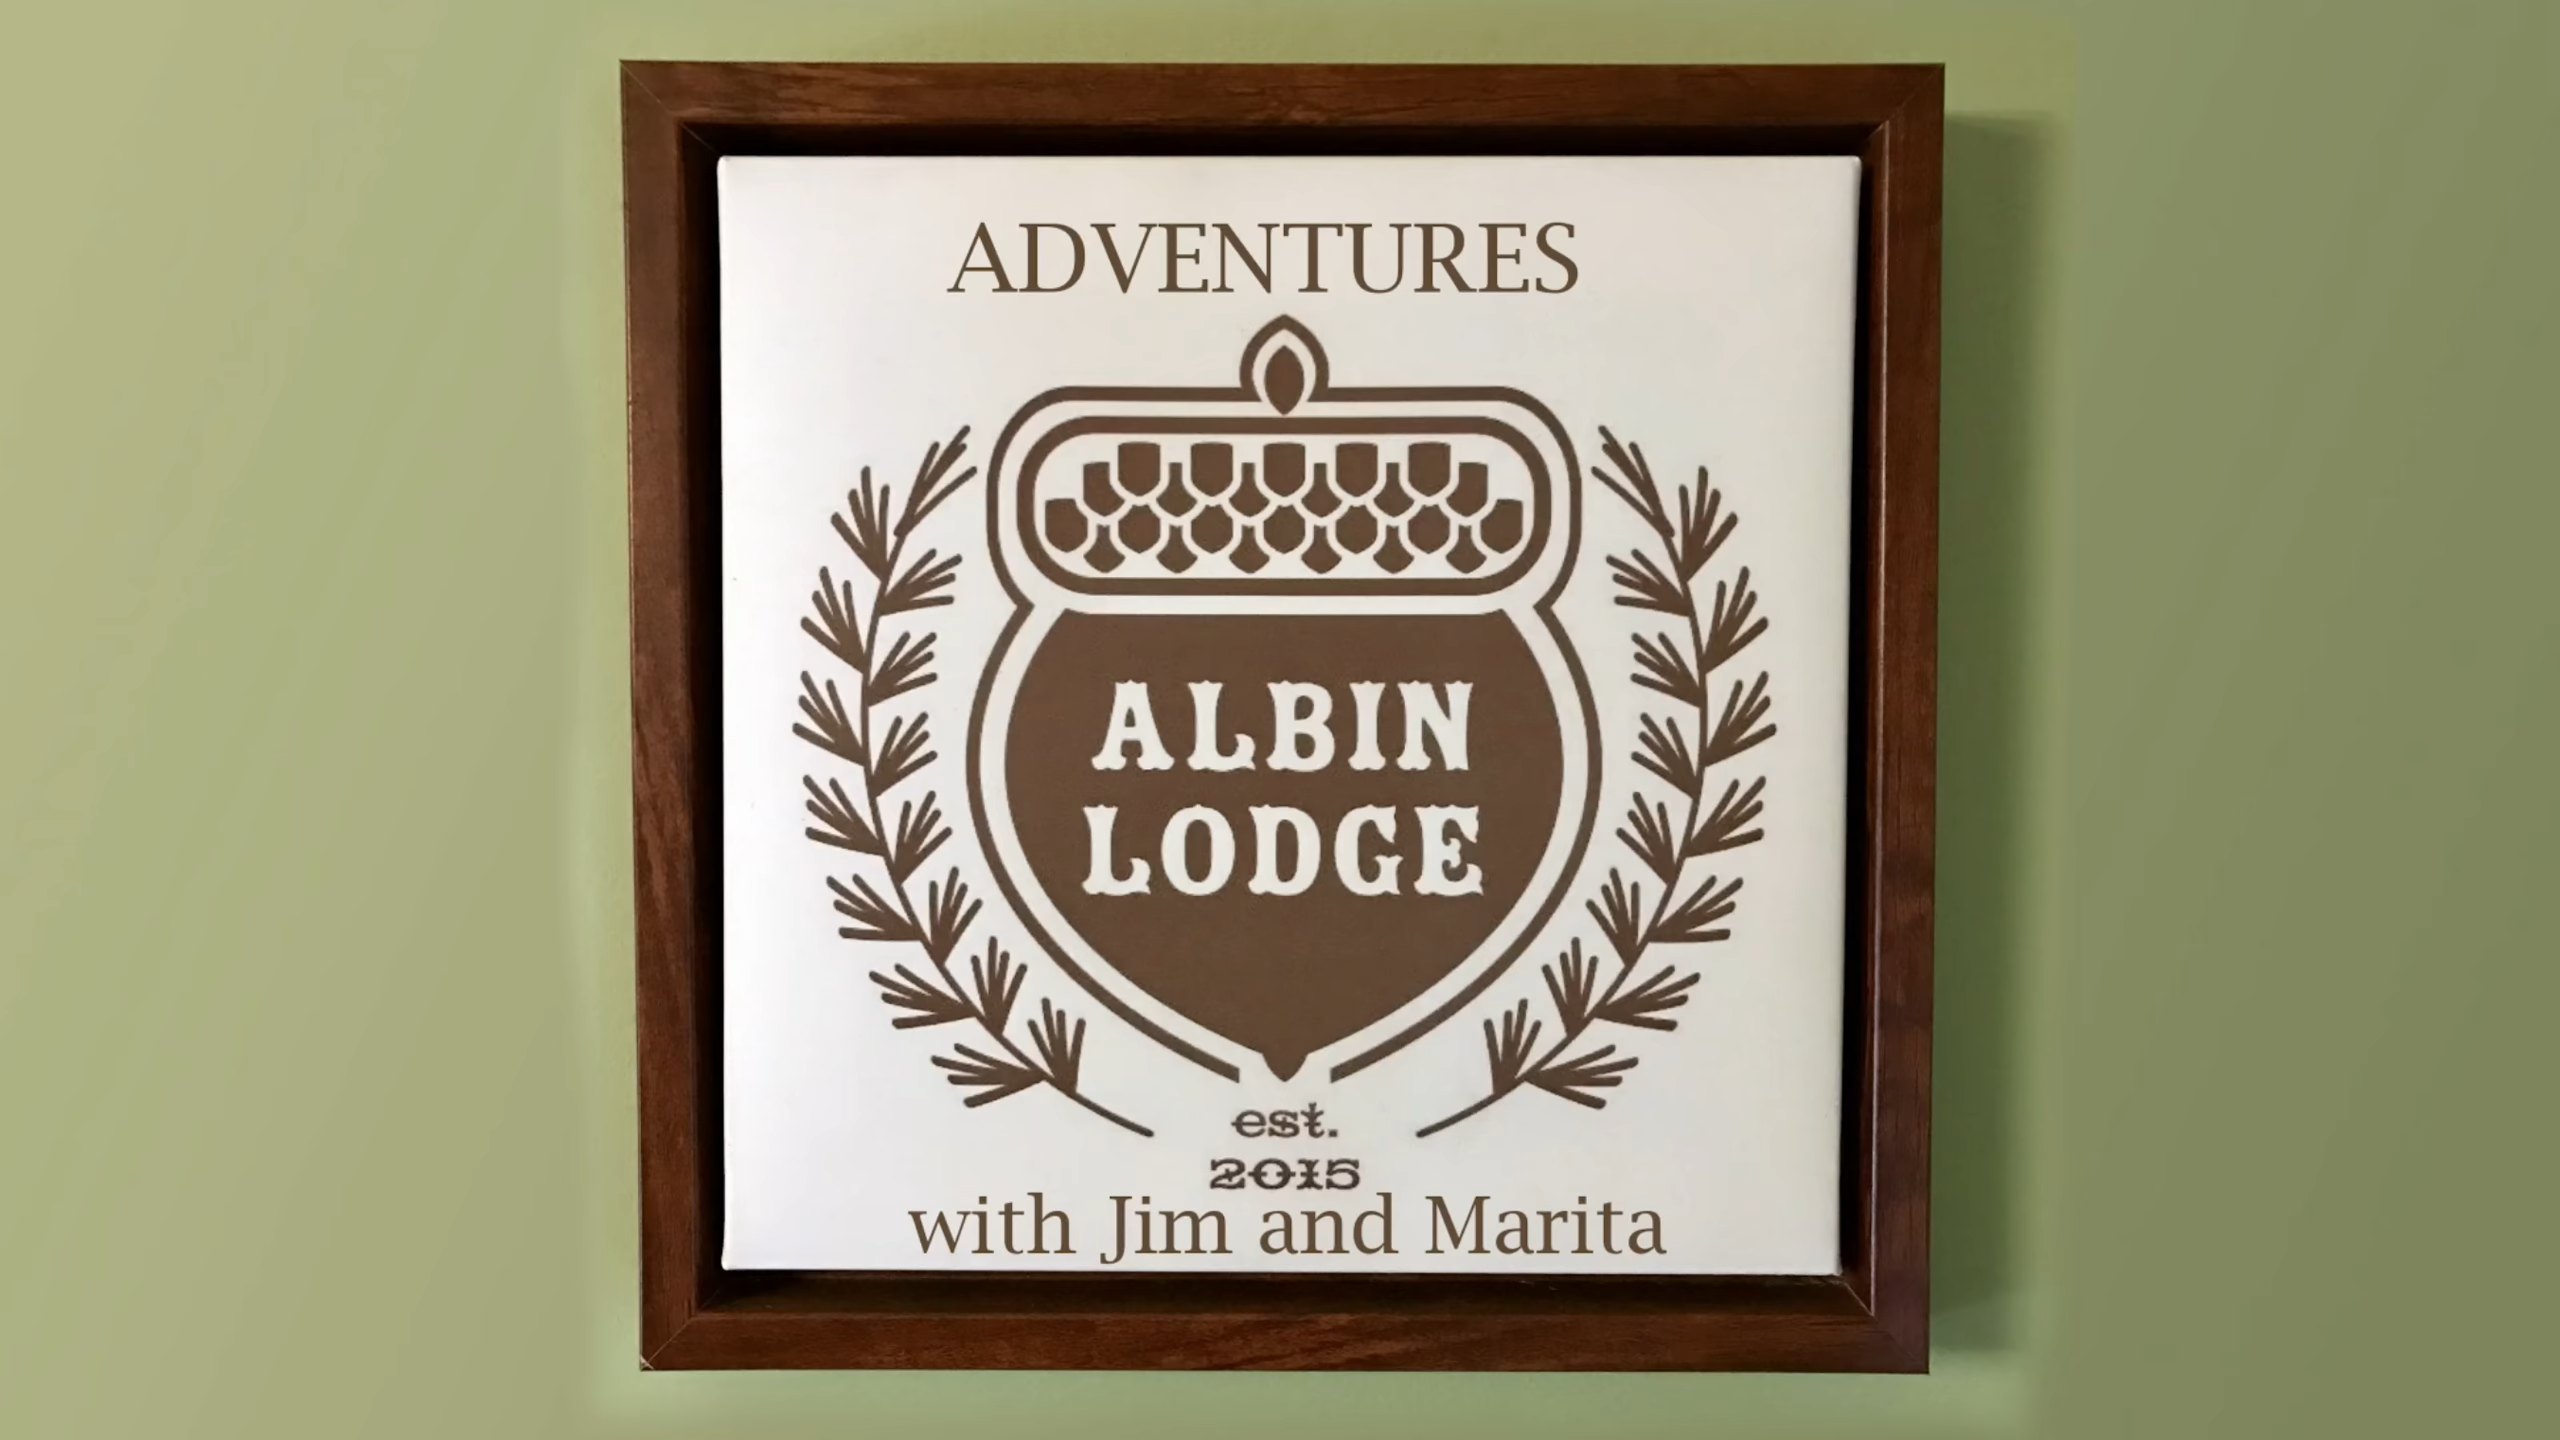 ADVENTURES
ALBIN
LODGE
est.
2015
with Jim and Marita